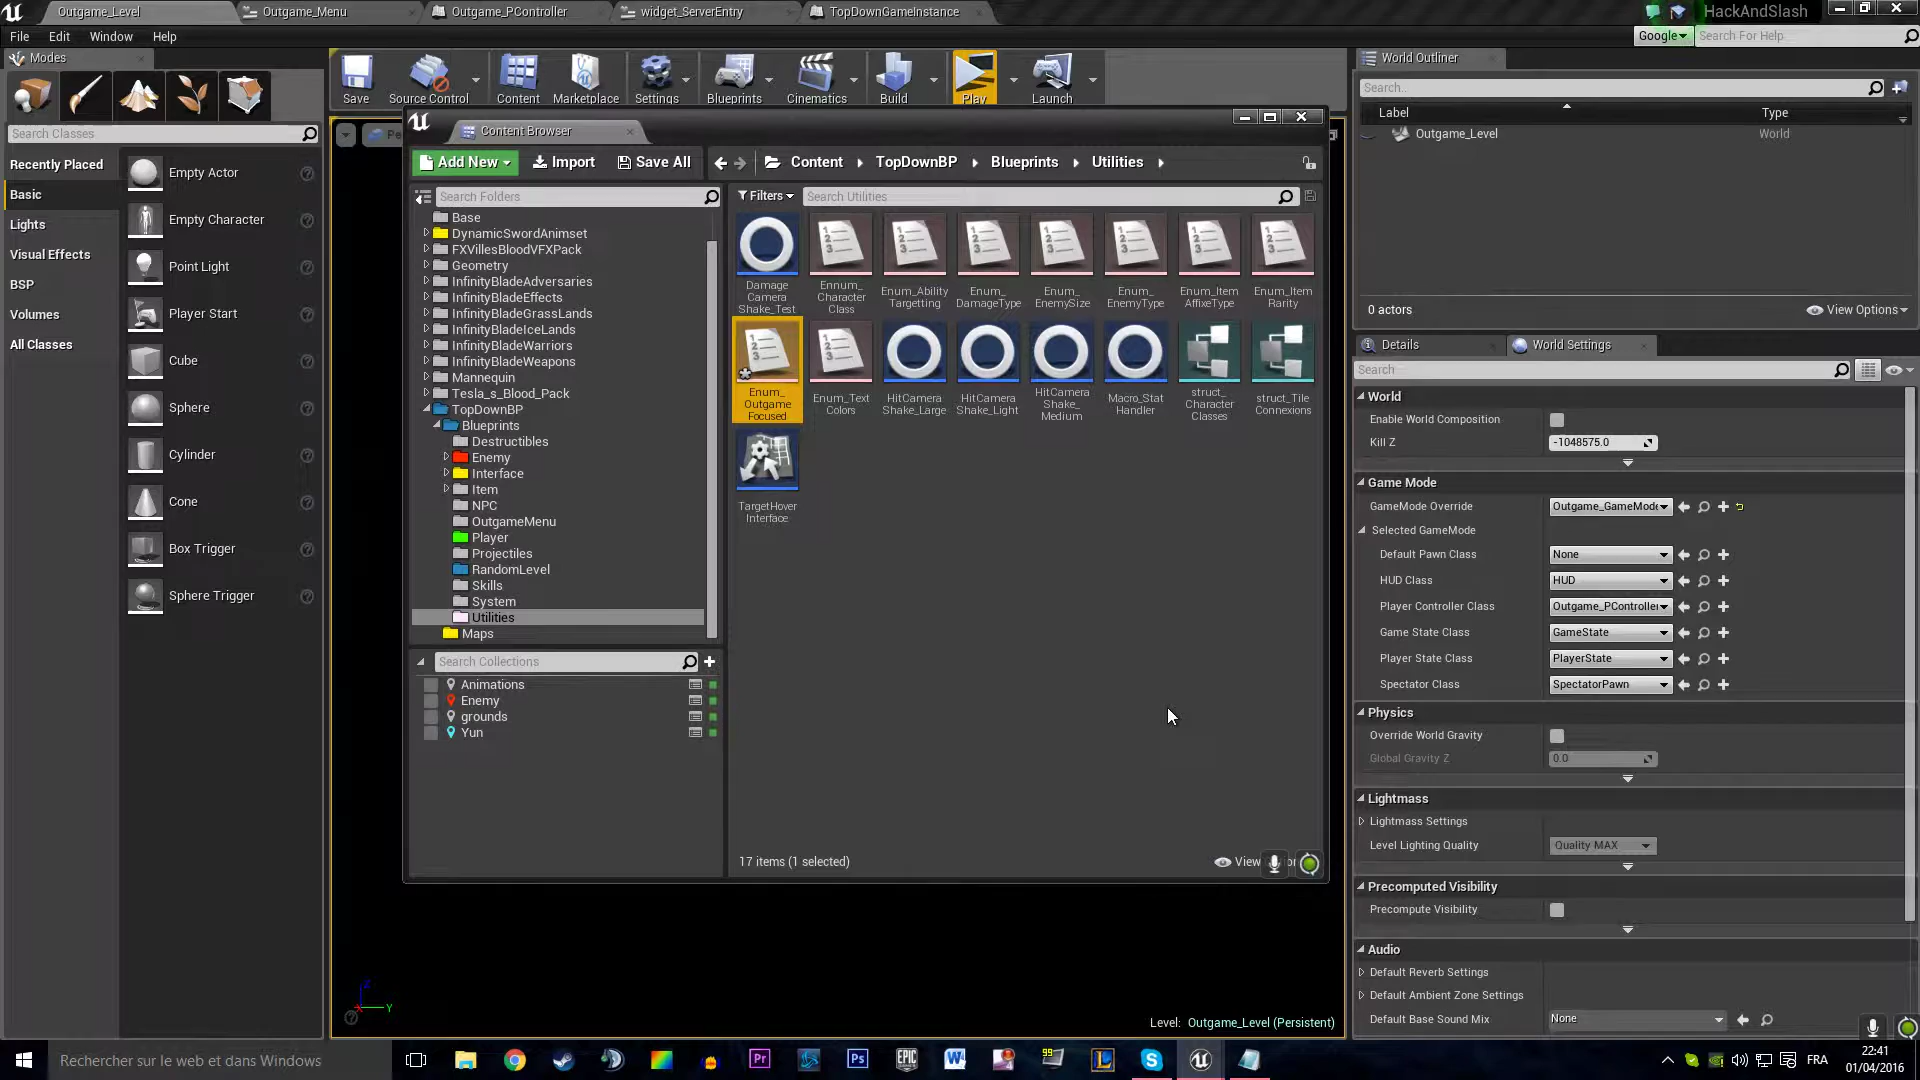 Outgame_Level
Outgame_Menu
Outgame_PController
widget_ServerEntry
TopDownGameInstance
HackAndSlash
File
Edit
Window
Help
Google
Search For Help
Modes
Search Classes
Recently Placed
Basic
Lights
Visual Effects
BSP
Volumes
All Classes
Empty Actor
Empty Character
Point Light
Player Start
Cube
Sphere
Cylinder
Cone
Box Trigger
Sphere Trigger
Save
Source Control
Content
Marketplace
Settings
Blueprints
Cinematics
Build
Play
Launch
Content Browser
Add New
Import
Save All
Content
TopDownBP
Blueprints
Utilities
Search Folders
Base
DynamicSwordAnimset
FXVillesBloodVFXPack
Geometry
InfinityBladeAdversaries
InfinityBladeEffects
InfinityBladeGrassLands
InfinityBladeIceLands
InfinityBladeWarriors
InfinityBladeWeapons
Mannequin
Tesla_s_Blood_Pack
TopDownBP
Blueprints
Destructibles
Enemy
Interface
Item
NPC
OutgameMenu
Player
Projectiles
RandomLevel
Skills
System
Utilities
Maps
Search Collections
Animations
Enemy
grounds
Yun
Filters
Search Utilities
Damage
Camera
Shake_Test
Ennum_
Character
Class
Enum_Ability
Targetting
Enum_
DamageType
Enum_
EnemySize
Enum_
EnemyType
Enum_Item
AffixeType
Enum_Item
Rarity
Enum_
Outgame
Focused
Enum_Text
Colors
HitCamera
Shake_Large
HitCamera
Shake_Light
HitCamera
Shake_
Medium
Macro_Stat
Handler
struct_
Character
Classes
struct_Tile
Connexions
TargetHover
Interface
17 items (1 selected)
View
Level: Outgame_Level (Persistent)
World Outliner
Search..
Label
Type
Outgame_Level
World
0 actors
View Options
Details
World Settings
Search
World
Enable World Composition
Kill Z
-1048575.0
Game Mode
GameMode Override
Outgame_GameMode
Selected GameMode
Default Pawn Class
None
HUD Class
HUD
Player Controller Class
Outgame_PController
Game State Class
GameState
Player State Class
PlayerState
Spectator Class
SpectatorPawn
Physics
Override World Gravity
Global Gravity Z
0.0
Lightmass
Lightmass Settings
Level Lighting Quality
Quality MAX
Precomputed Visibility
Precompute Visibility
Audio
Default Reverb Settings
Default Ambient Zone Settings
Default Base Sound Mix
None
Rechercher sur le web et dans Windows
FRA
22:41
01/04/2016